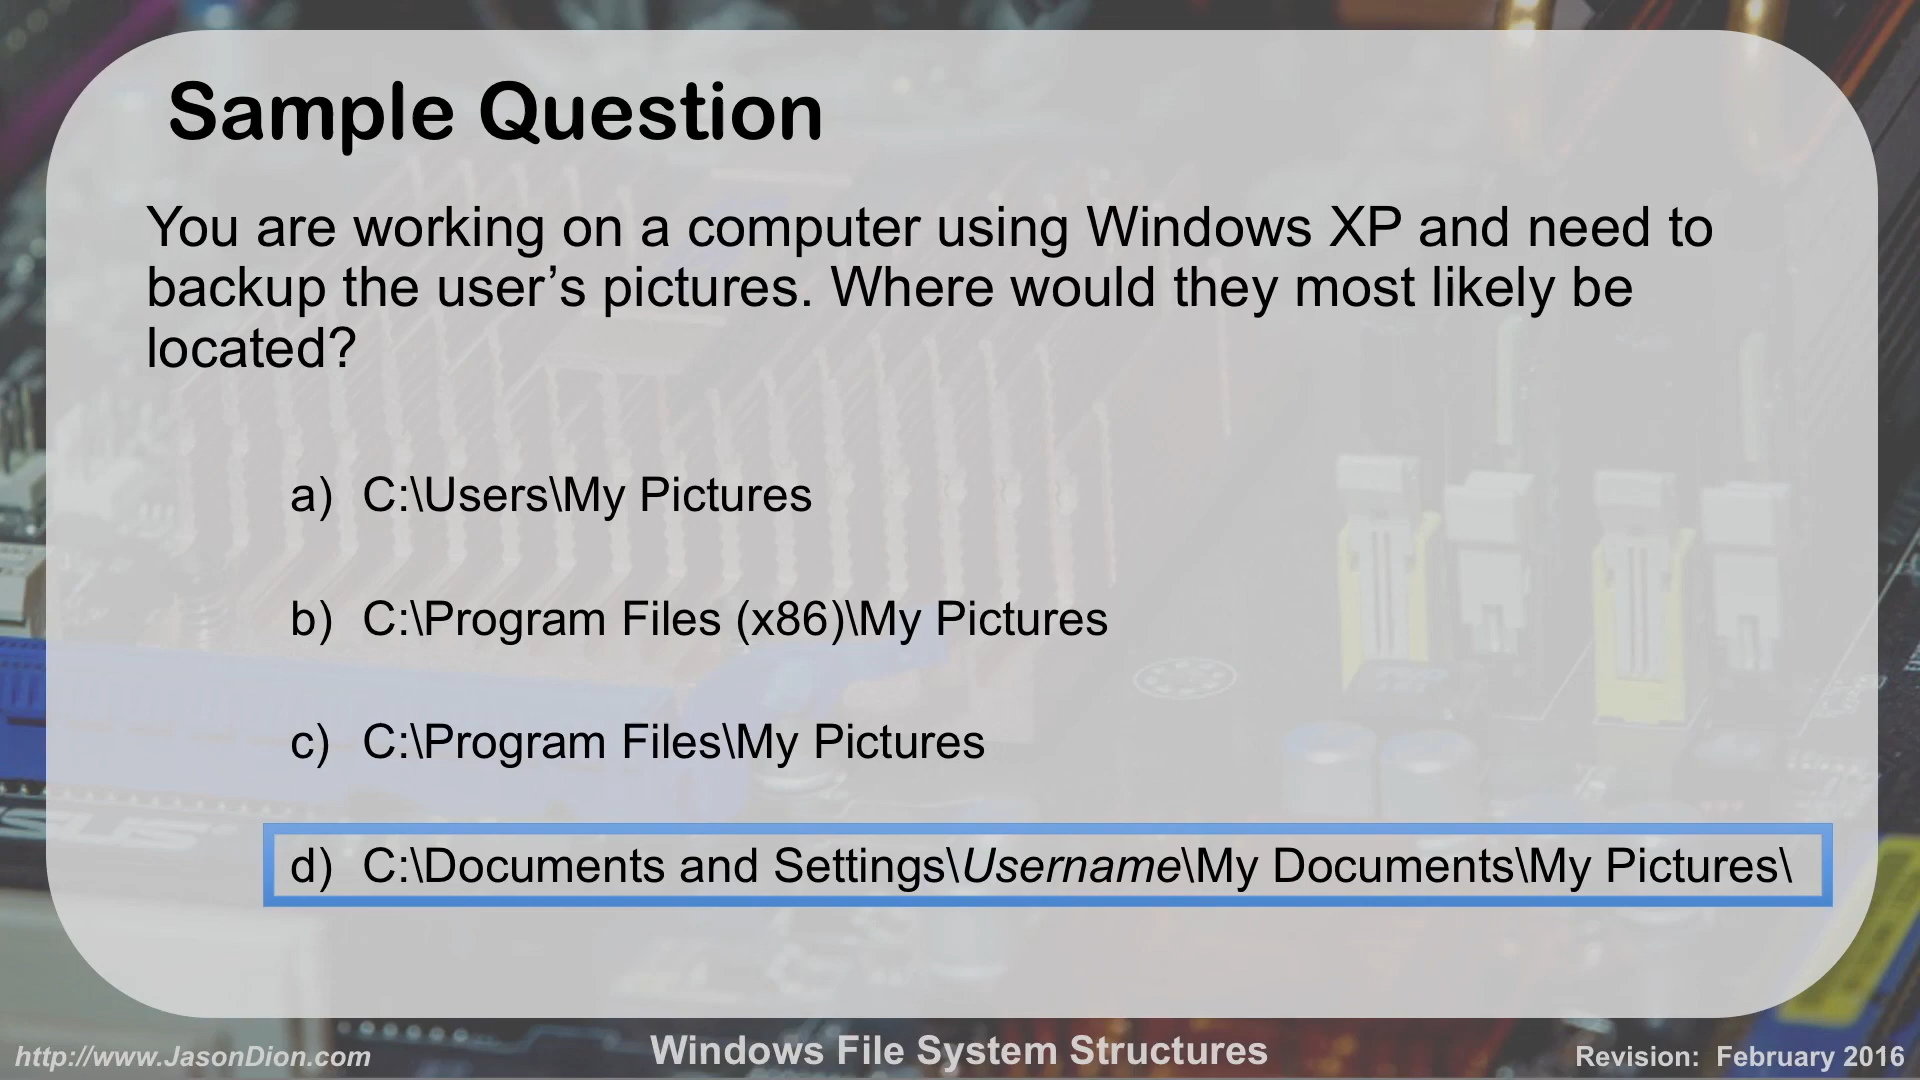 Sample Question
You are working on a computer using Windows XP and need to
backup the user’s pictures. Where would they most likely be
located?
a) C:\Users\My Pictures
b) C:\Program Files (x86)\My Pictures
c) C:\Program Files\My Pictures
d) C:\Documents and Settings\Username\My Documents\My Pictures\
http://www.JasonDion.com
Windows File System Structures
Revision: February 2016